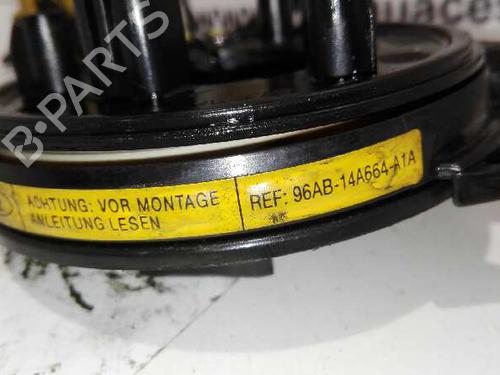 B-PARTS
ACHTUNG: VOR MONTAGE
ANLEITUNG LESEN
REF: 96AB-14A664-A1A